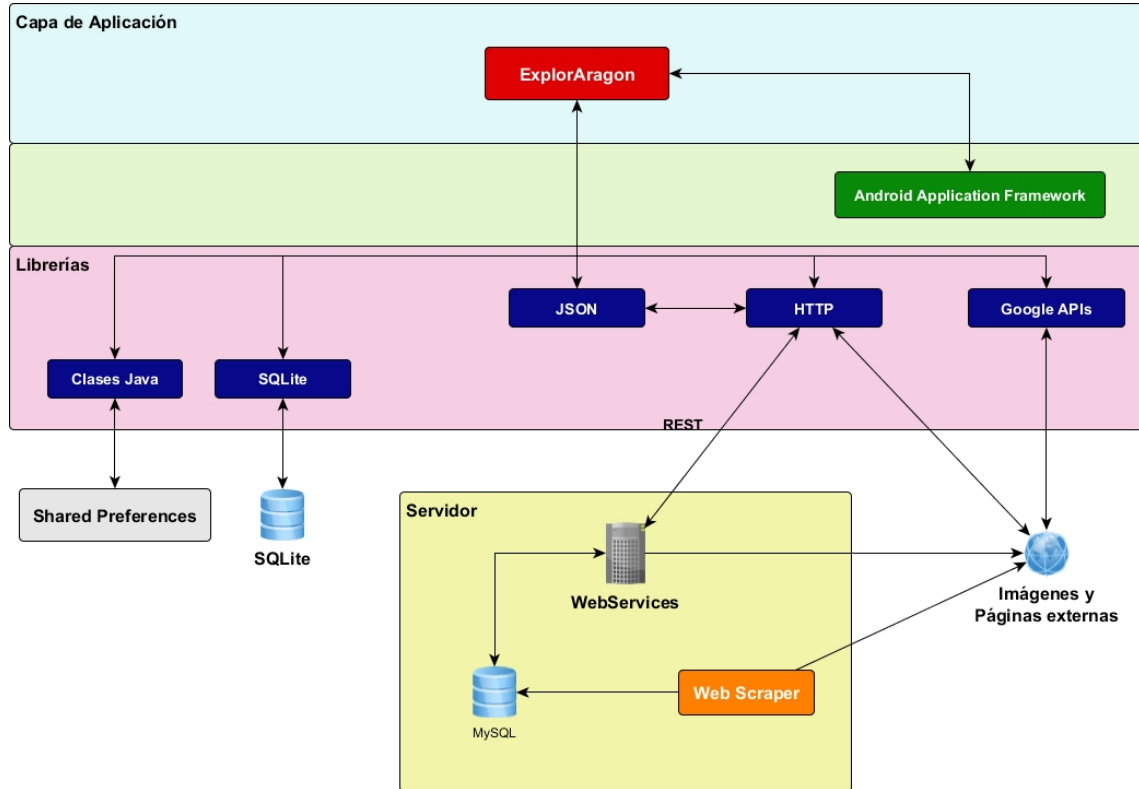 Capa de Aplicación
ExplorAragon
Android Application Framework
Librerías
JSON
HTTP
Google APIs
Clases Java
SQLite
REST
Shared Preferences
SQLite
Servidor
WebServices
Imágenes y
Páginas externas
Web Scraper
MySQL